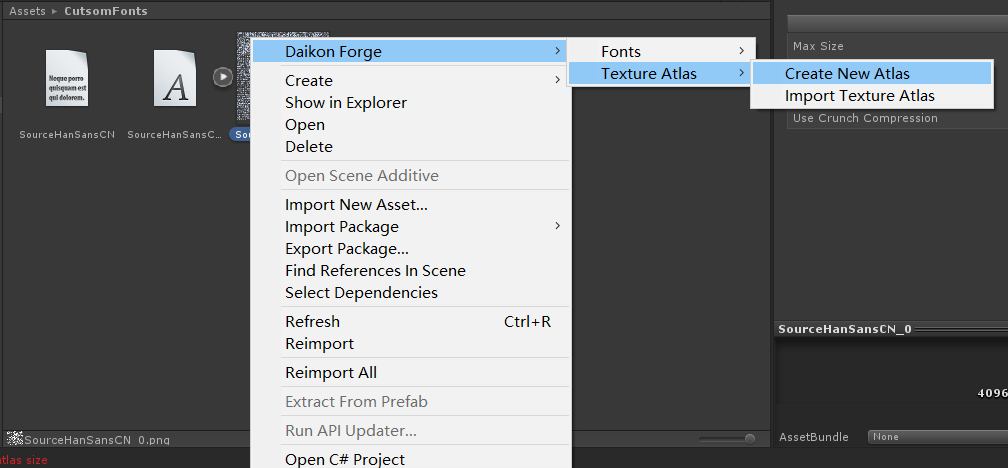 Assets ▸ CutsomFonts
Neque porro
quisquam est
qui dolorem.
A
SourceHanSansCN
SourceHanSansC...
Daikon Forge
Create
Show in Explorer
Open
Delete
Open Scene Additive
Import New Asset...
Import Package
Export Package...
Find References In Scene
Select Dependencies
Refresh Ctrl+R
Reimport
Reimport All
Extract From Prefab
Run API Updater...
Open C# Project
Fonts
Texture Atlas
Create New Atlas
Import Texture Atlas
Max Size
Use Crunch Compression
SourceHanSansCN_0
4096
AssetBundle None
SourceHanSansCN_0.png
atlas size